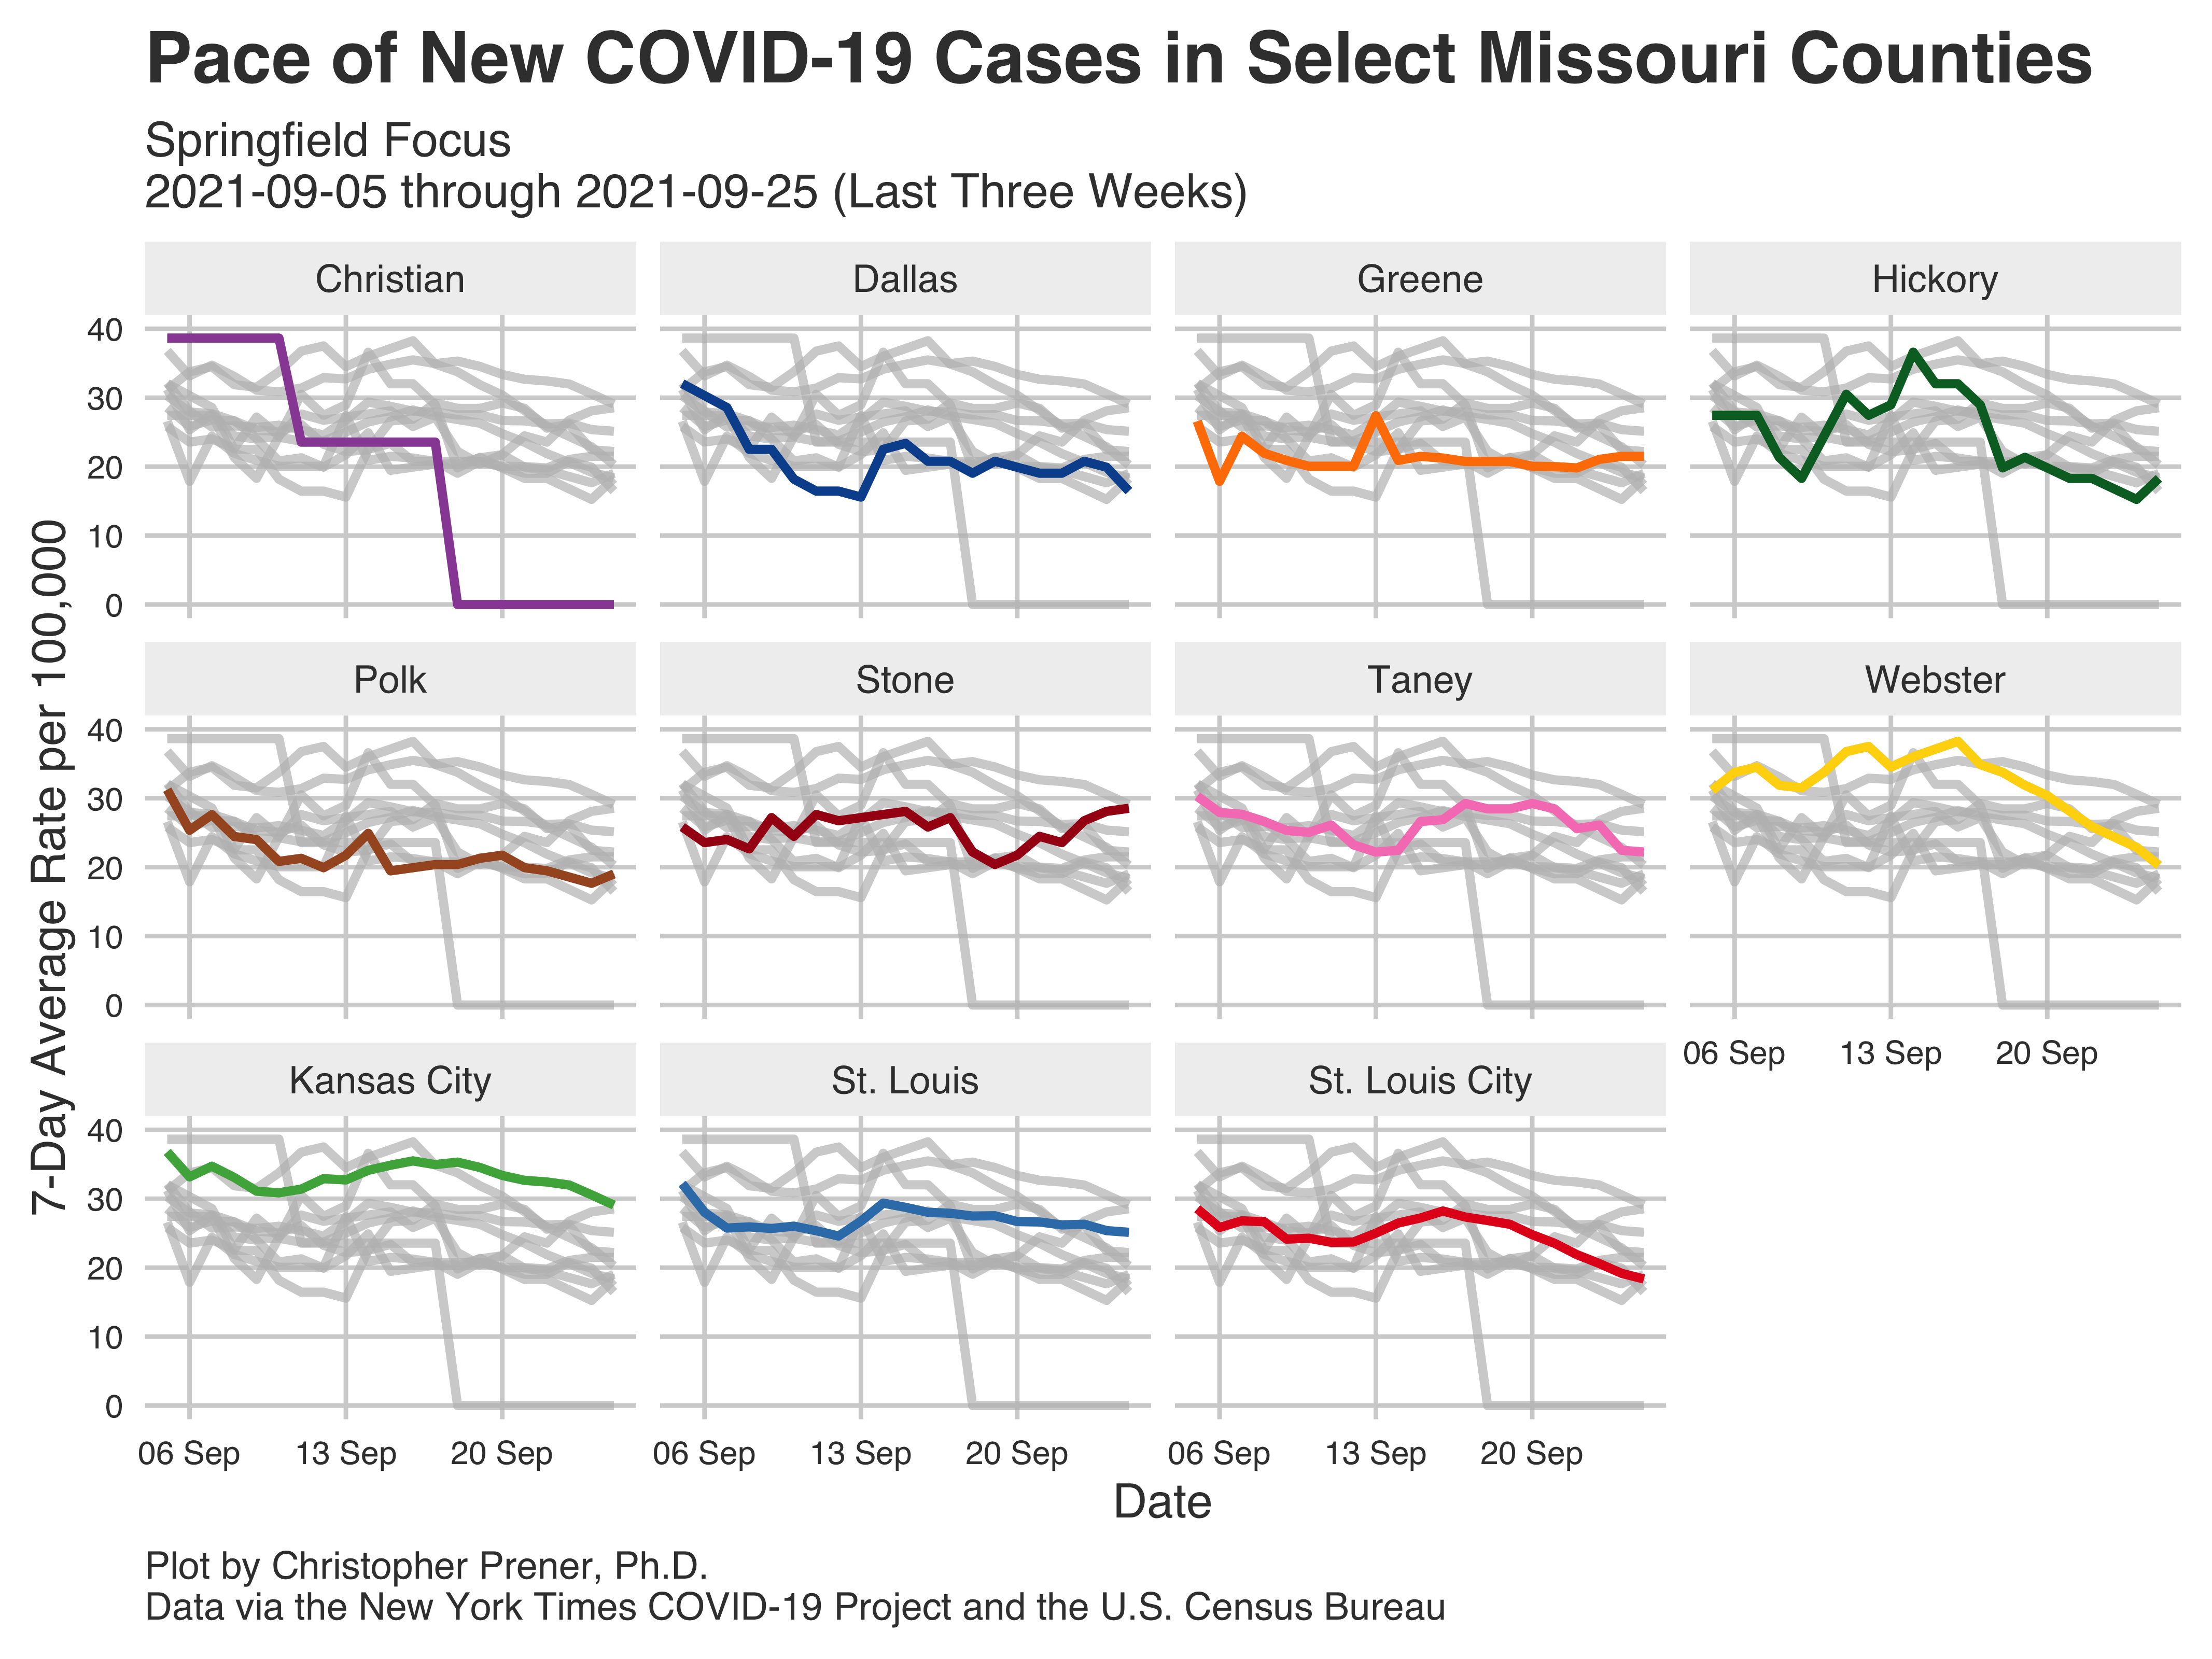 Pace of New COVID-19 Cases in Select Missouri Counties
Springfield Focus
2021-09-05 through 2021-09-25 (Last Three Weeks)
7-Day Average Rate per 100,000
Christian
Dallas
Greene
Hickory
40
30
20
10
0
Polk
Stone
Taney
Webster
40
30
20
10
0
06 Sep 13 Sep 20 Sep
Kansas City
St. Louis
St. Louis City
40
30
20
10
0
06 Sep 13 Sep 20 Sep
06 Sep 13 Sep 20 Sep
06 Sep 13 Sep 20 Sep
Date
Plot by Christopher Prener, Ph.D.
Data via the New York Times COVID-19 Project and the U.S. Census Bureau